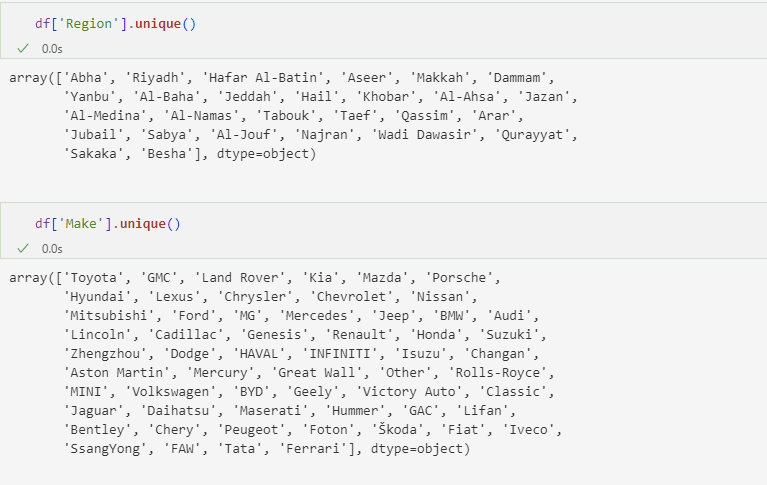 df['Region'].unique()
✓ 0.0s
array(['Abha', 'Riyadh', 'Hafar Al-Batin', 'Aseer', 'Makkah', 'Dammam',
'Yanbu', 'Al-Baha', 'Jeddah', 'Hail', 'Khobar', 'Al-Ahsa', 'Jazan',
'Al-Medina', 'Al-Namas', 'Tabouk', 'Taef', 'Qassim', 'Arar',
'Jubail', 'Sabya', 'Al-Jouf', 'Najran', 'Wadi Dawasir', 'Qurayyat',
'Sakaka', 'Besha'], dtype=object)
df['Make'].unique()
✓ 0.0s
array(['Toyota', 'GMC', 'Land Rover', 'Kia', 'Mazda', 'Porsche',
'Hyundai', 'Lexus', 'Chrysler', 'Chevrolet', 'Nissan',
'Mitsubishi', 'Ford', 'MG', 'Mercedes', 'Jeep', 'BMW', 'Audi',
'Lincoln', 'Cadillac', 'Genesis', 'Renault', 'Honda', 'Suzuki',
'Zhengzhou', 'Dodge', 'HAVAL', 'INFINITI', 'Isuzu', 'Changan',
'Aston Martin', 'Mercury', 'Great Wall', 'Other', 'Rolls-Royce',
'MINI', 'Volkswagen', 'BYD', 'Geely', 'Victory Auto', 'Classic',
'Jaguar', 'Daihatsu', 'Maserati', 'Hummer', 'GAC', 'Lifan',
'Bentley', 'Chery', 'Peugeot', 'Foton', 'Škoda', 'Fiat', 'Iveco',
'SsangYong', 'FAW', 'Tata', 'Ferrari'], dtype=object)